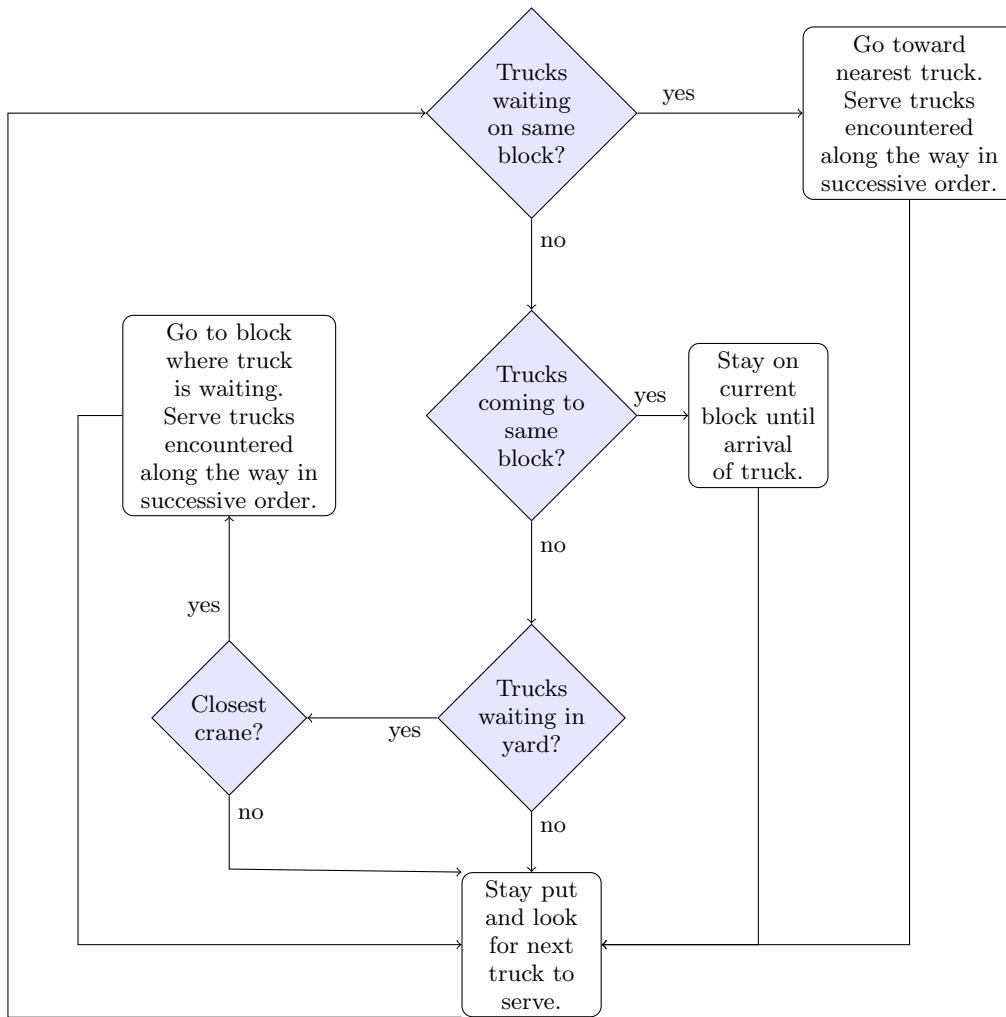 Trucks
waiting
on same
block?
yes
Go toward
nearest truck.
Serve trucks
encountered
along the way in
successive order.
no
Go to block
where truck
is waiting.
Serve trucks
encountered
along the way in
successive order.
Trucks
coming to
same
block?
yes
Stay on
current
block until
arrival
of truck.
no
yes
Closest
crane?
yes
Trucks
waiting in
yard?
no
no
Stay put
and look
for next
truck to
serve.